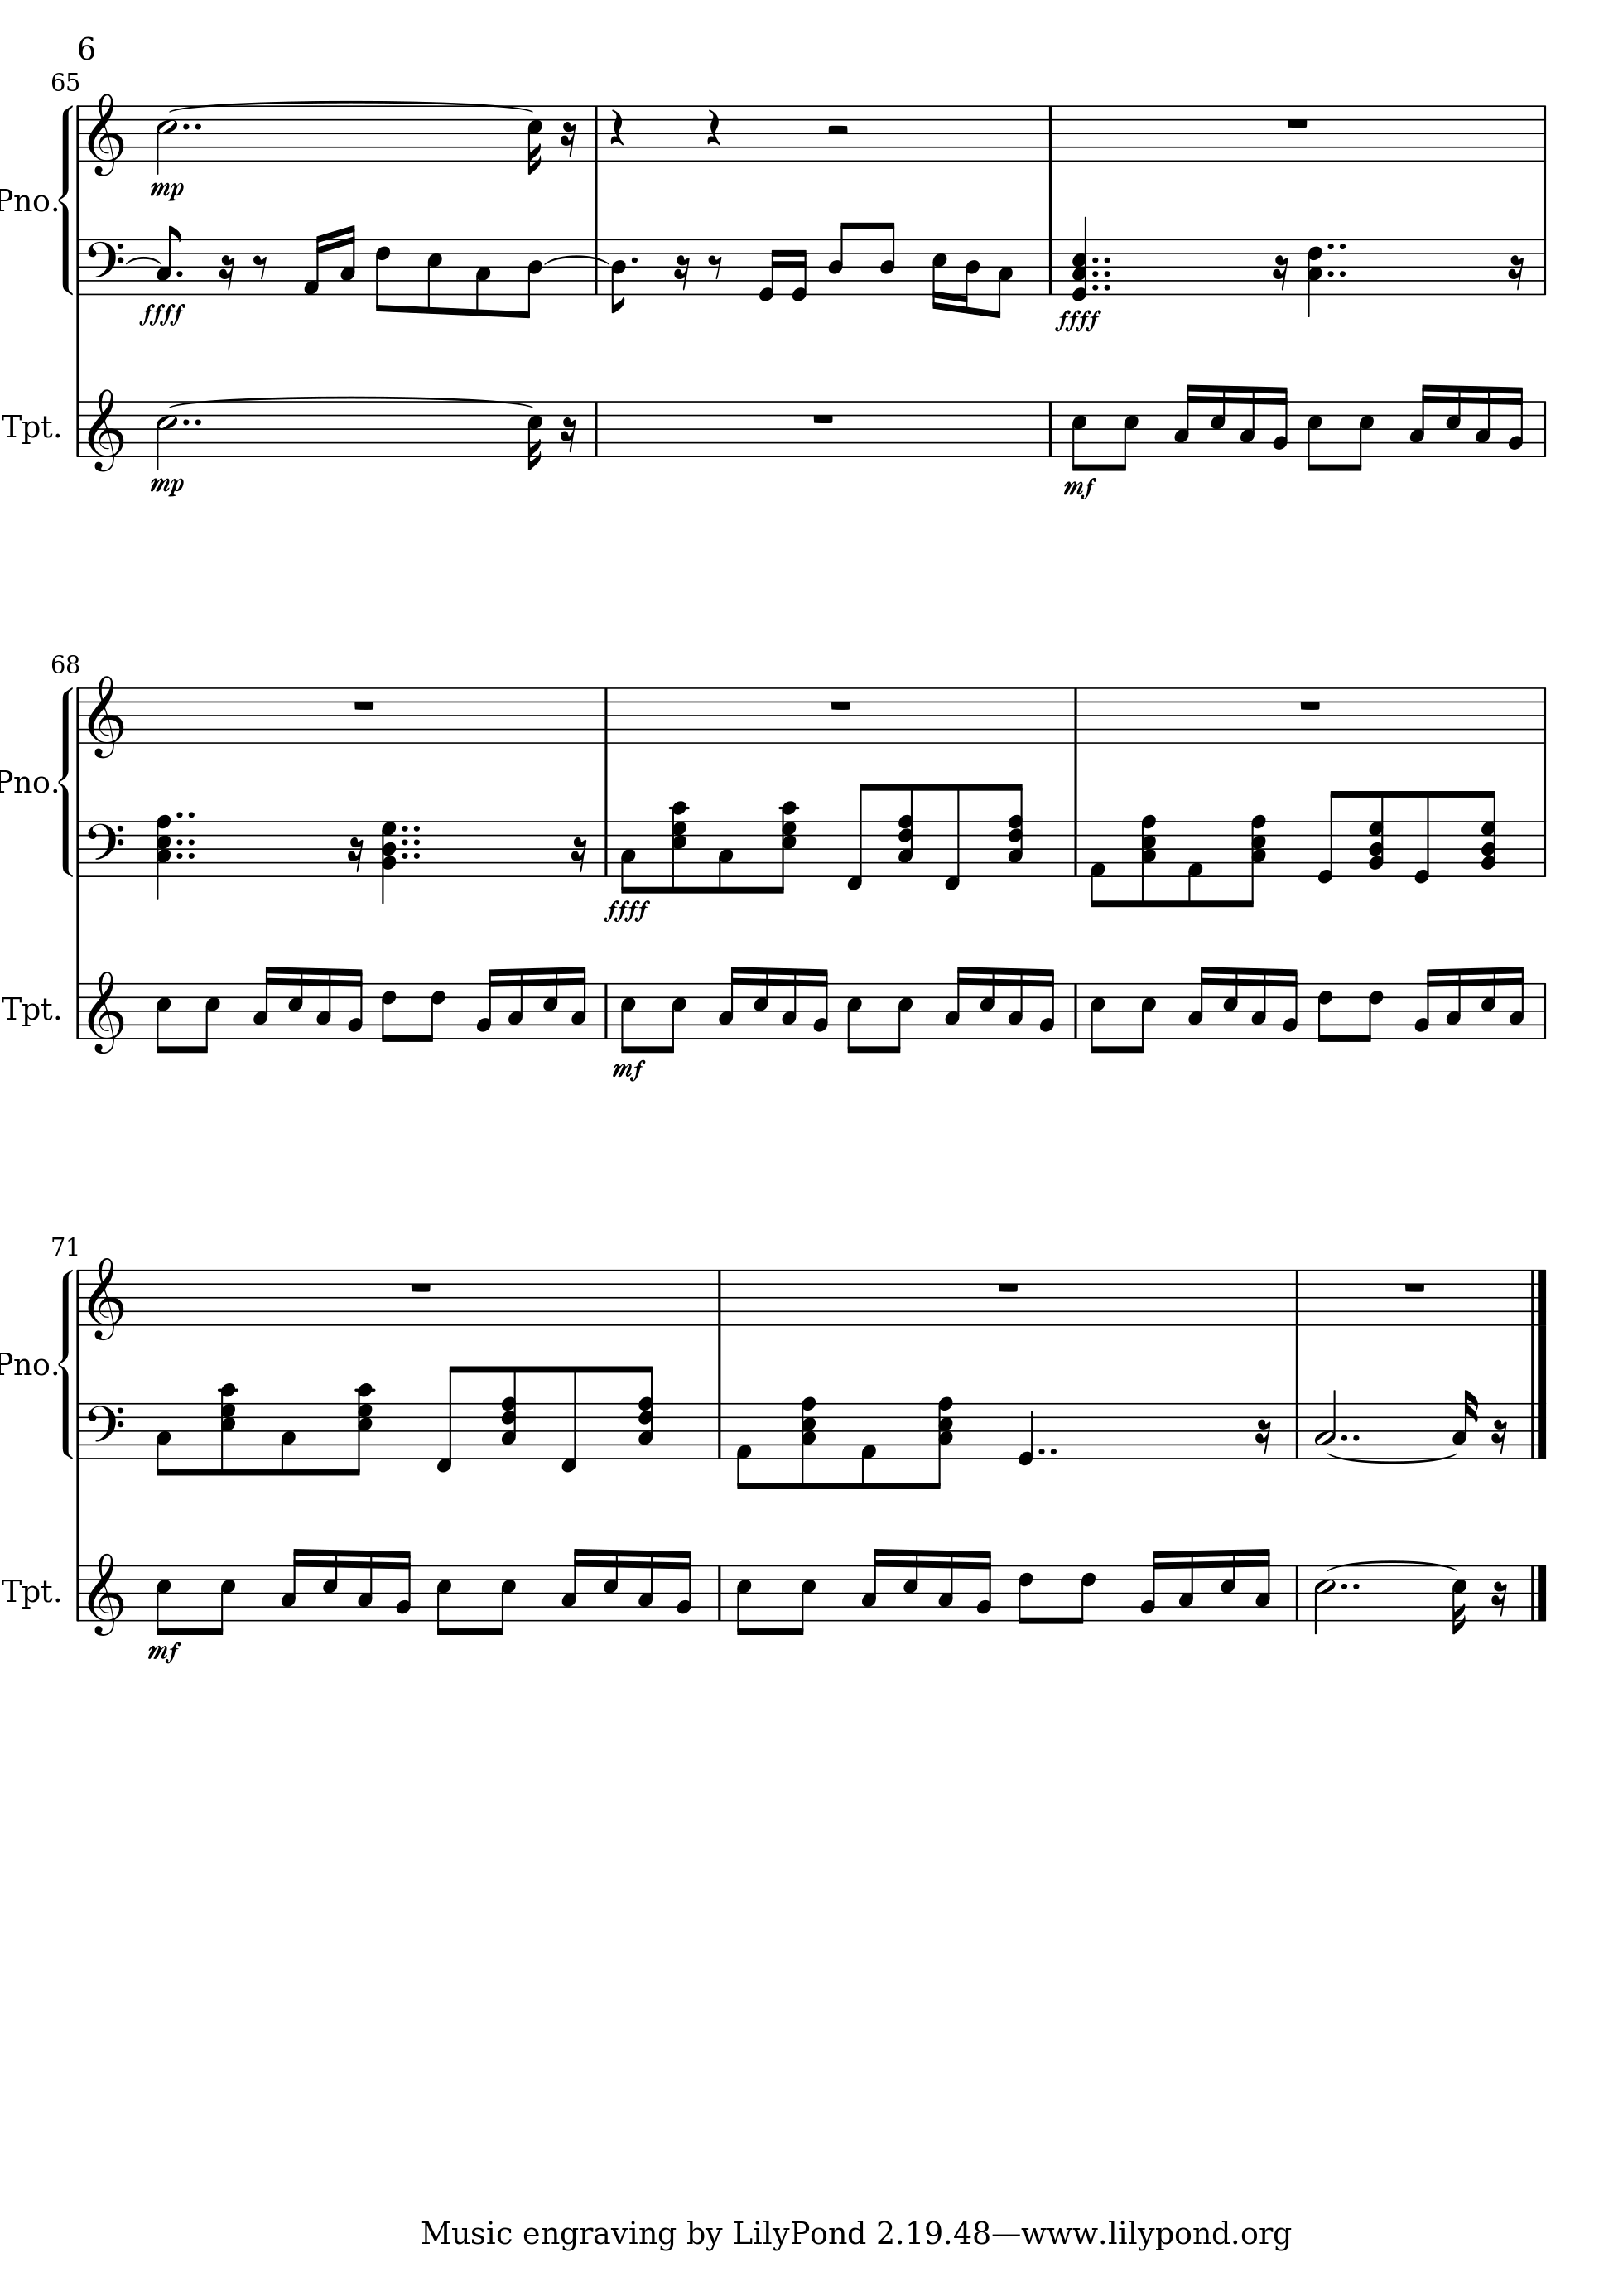 6
65
Pno.
mp
ffff
ffff
Tpt.
mp
mf
68
Pno.
ffff
Tpt.
mf
71
Pno.
Tpt.
mf
Music engraving by LilyPond 2.19.48—www.lilypond.org